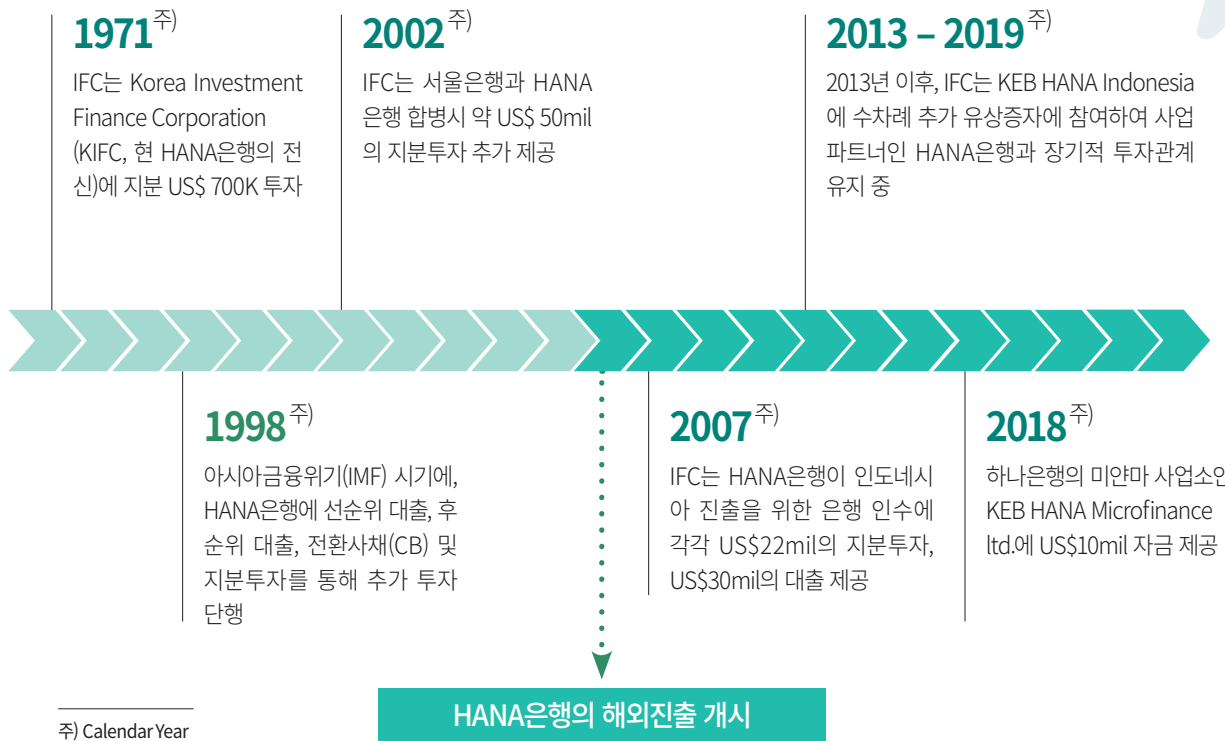 1971주)
IFC는 Korea Investment
Finance Corporation
(KIFC, 현 HANA은행의 전
신)에 지분 US$ 700K 투자
2002주)
IFC는 서울은행과 HANA
은행 합병시 약 US$ 50mil
의 지분투자 추가 제공
2013 – 2019주)
2013년 이후, IFC는 KEB HANA Indonesia
에 수차례 추가 유상증자에 참여하여 사업
파트너인 HANA은행과 장기적 투자관계
유지 중
1998주)
아시아금융위기(IMF) 시기에,
HANA은행에 선순위 대출, 후
순위 대출, 전환사채(CB) 및
지분투자를 통해 추가 투자
단행
2007주)
IFC는 HANA은행이 인도네시
아 진출을 위한 은행 인수에
각각 US$22mil의 지분투자,
US$30mil의 대출 제공
2018주)
하나은행의 미얀마 사업소인
KEB HANA Microfinance
ltd.에 US$10mil 자금 제공
HANA은행의 해외진출 개시
주) Calendar Year